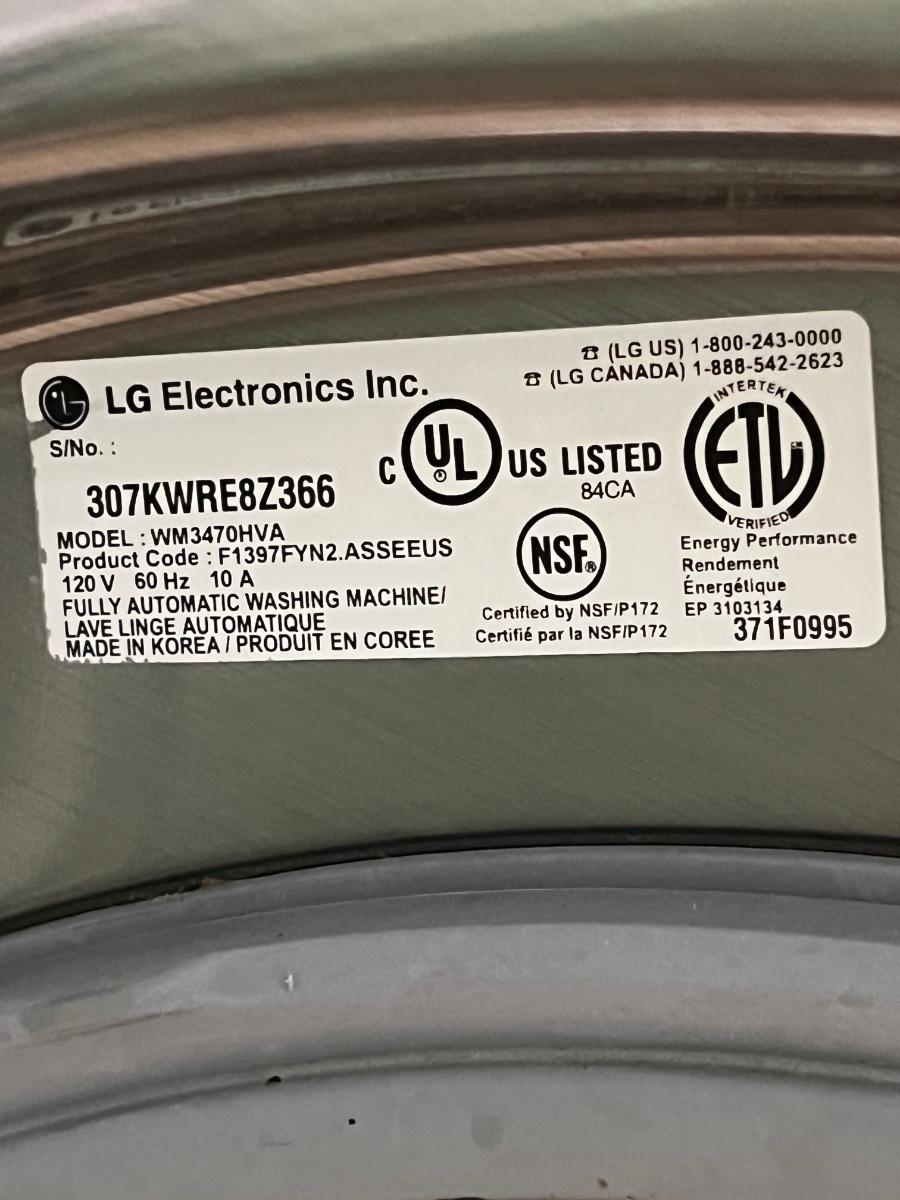 LG Electronics Inc.
☎ (LG US) 1-800-243-0000
☎ (LG CANADA) 1-888-542-2623
S/No. :
307KWRE8Z366
MODEL : WM3470HVA
Product Code : F1397FYN2.ASSEEUS
120 V 60 Hz 10 A
FULLY AUTOMATIC WASHING MACHINE/
LAVE LINGE AUTOMATIQUE
MADE IN KOREA / PRODUIT EN COREE
C UL US LISTED
84CA
NSF®
Certified by NSF/P172
Certifié par la NSF/P172
INTERTEK
ETL
VERIFIED
Energy Performance
Rendement
Énergétique
EP 3103134
371F0995